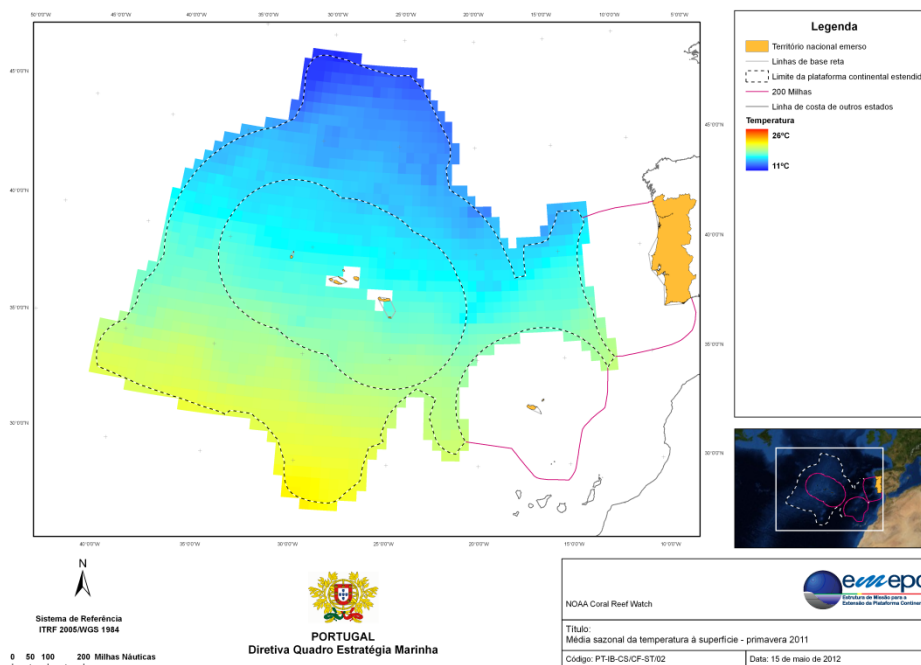 50°0'0"W 45°0'0"W 40°0'0"W 35°0'0"W 30°0'0"W 25°0'0"W 20°0'0"W 15°0'0"W 10°0'0"W 5°0'0"W
45°0'0"N
40°0'0"N
35°0'0"N
30°0'0"N
45°0'0"N
40°0'0"N
35°0'0"N
30°0'0"N
40°0'0"W 35°0'0"W 30°0'0"W 25°0'0"W 20°0'0"W 15°0'0"W 10°0'0"W
Legenda
Território nacional emerso
Linhas de base reta
Limite da plataforma continental estendid
200 Milhas
Linha de costa de outros estados
Temperatura
26ºC
11ºC
N
Sistema de Referência
ITRF 2005/WGS 1984
0 50 100 200 Milhas Náuticas
PORTUGAL
Diretiva Quadro Estratégia Marinha
NOAA Coral Reef Watch
emepc
Estrutura de Missão para a
Extensão da Plataforma Continent
Título:
Média sazonal da temperatura à superfície - primavera 2011
Código: PT-IB-CS/CF-ST/02
Data: 15 de maio de 2012